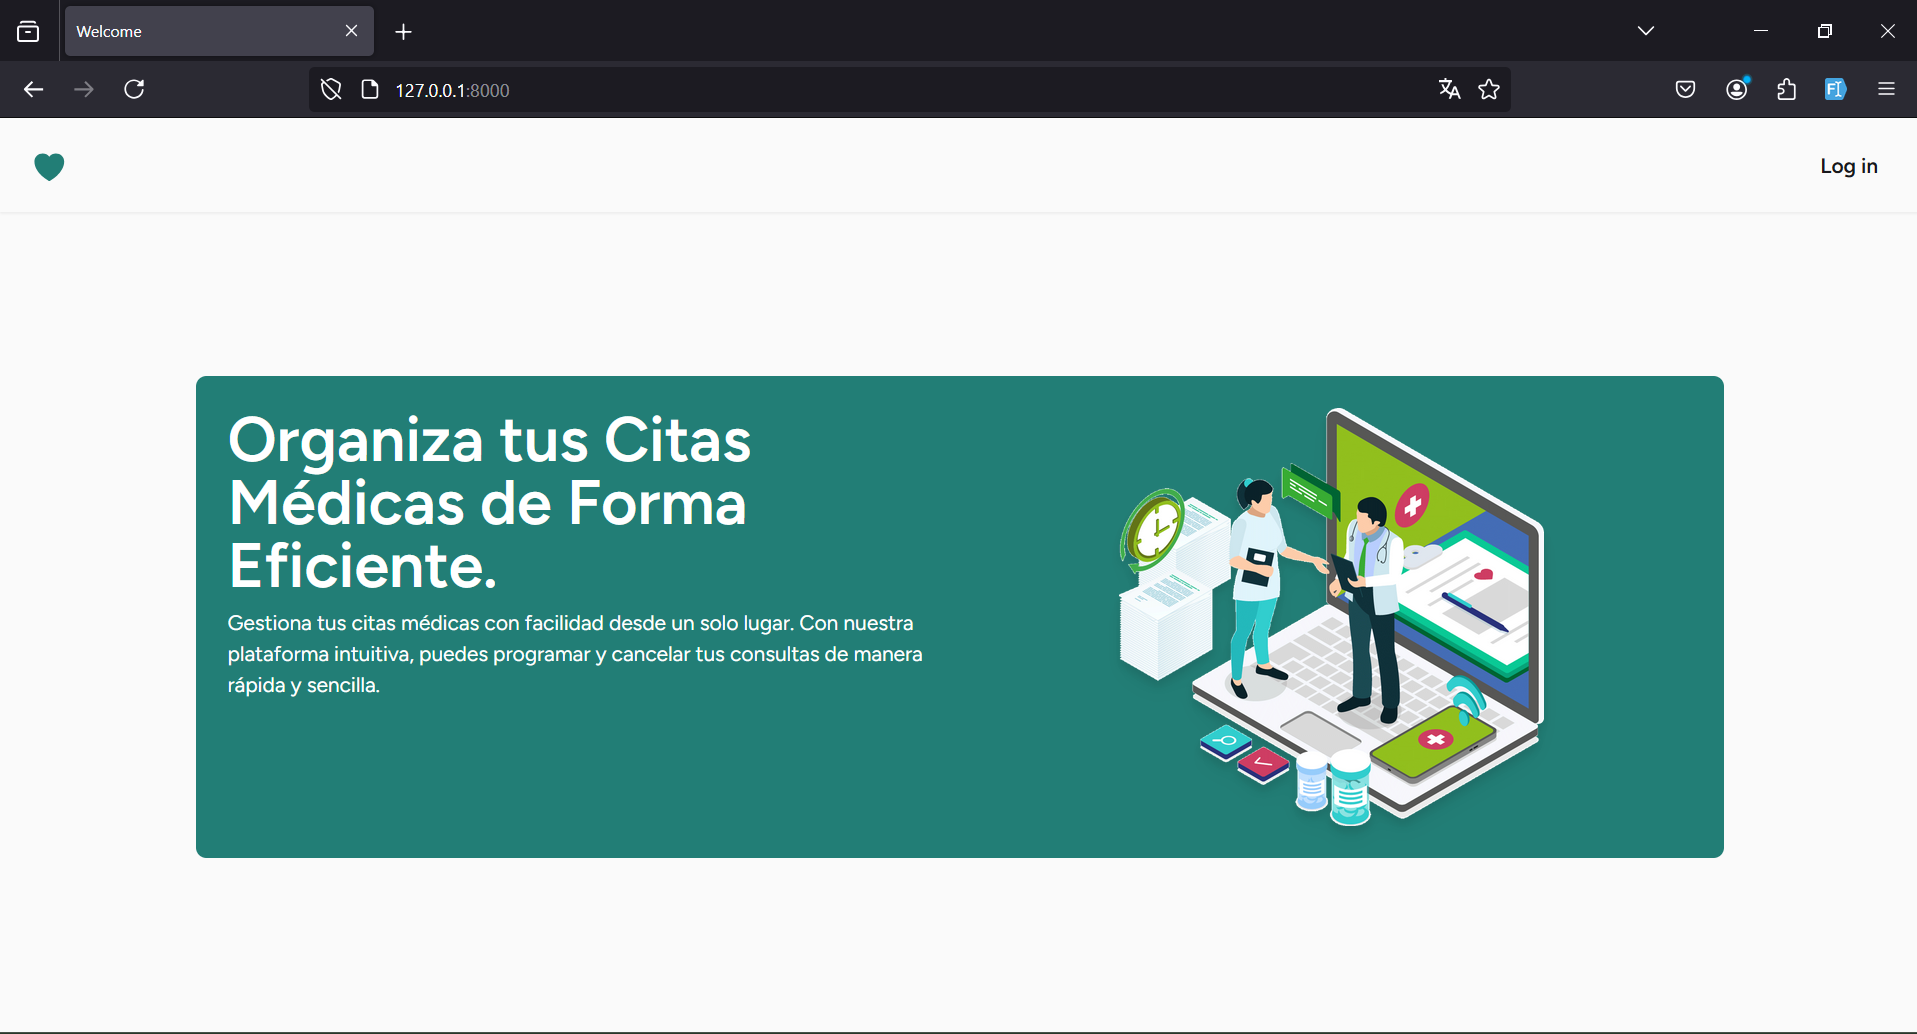 Welcome
127.0.0.1:8000
Log in
Organiza tus Citas
Médicas de Forma
Eficiente.
Gestiona tus citas médicas con facilidad desde un solo lugar. Con nuestra
plataforma intuitiva, puedes programar y cancelar tus consultas de manera
rápida y sencilla.